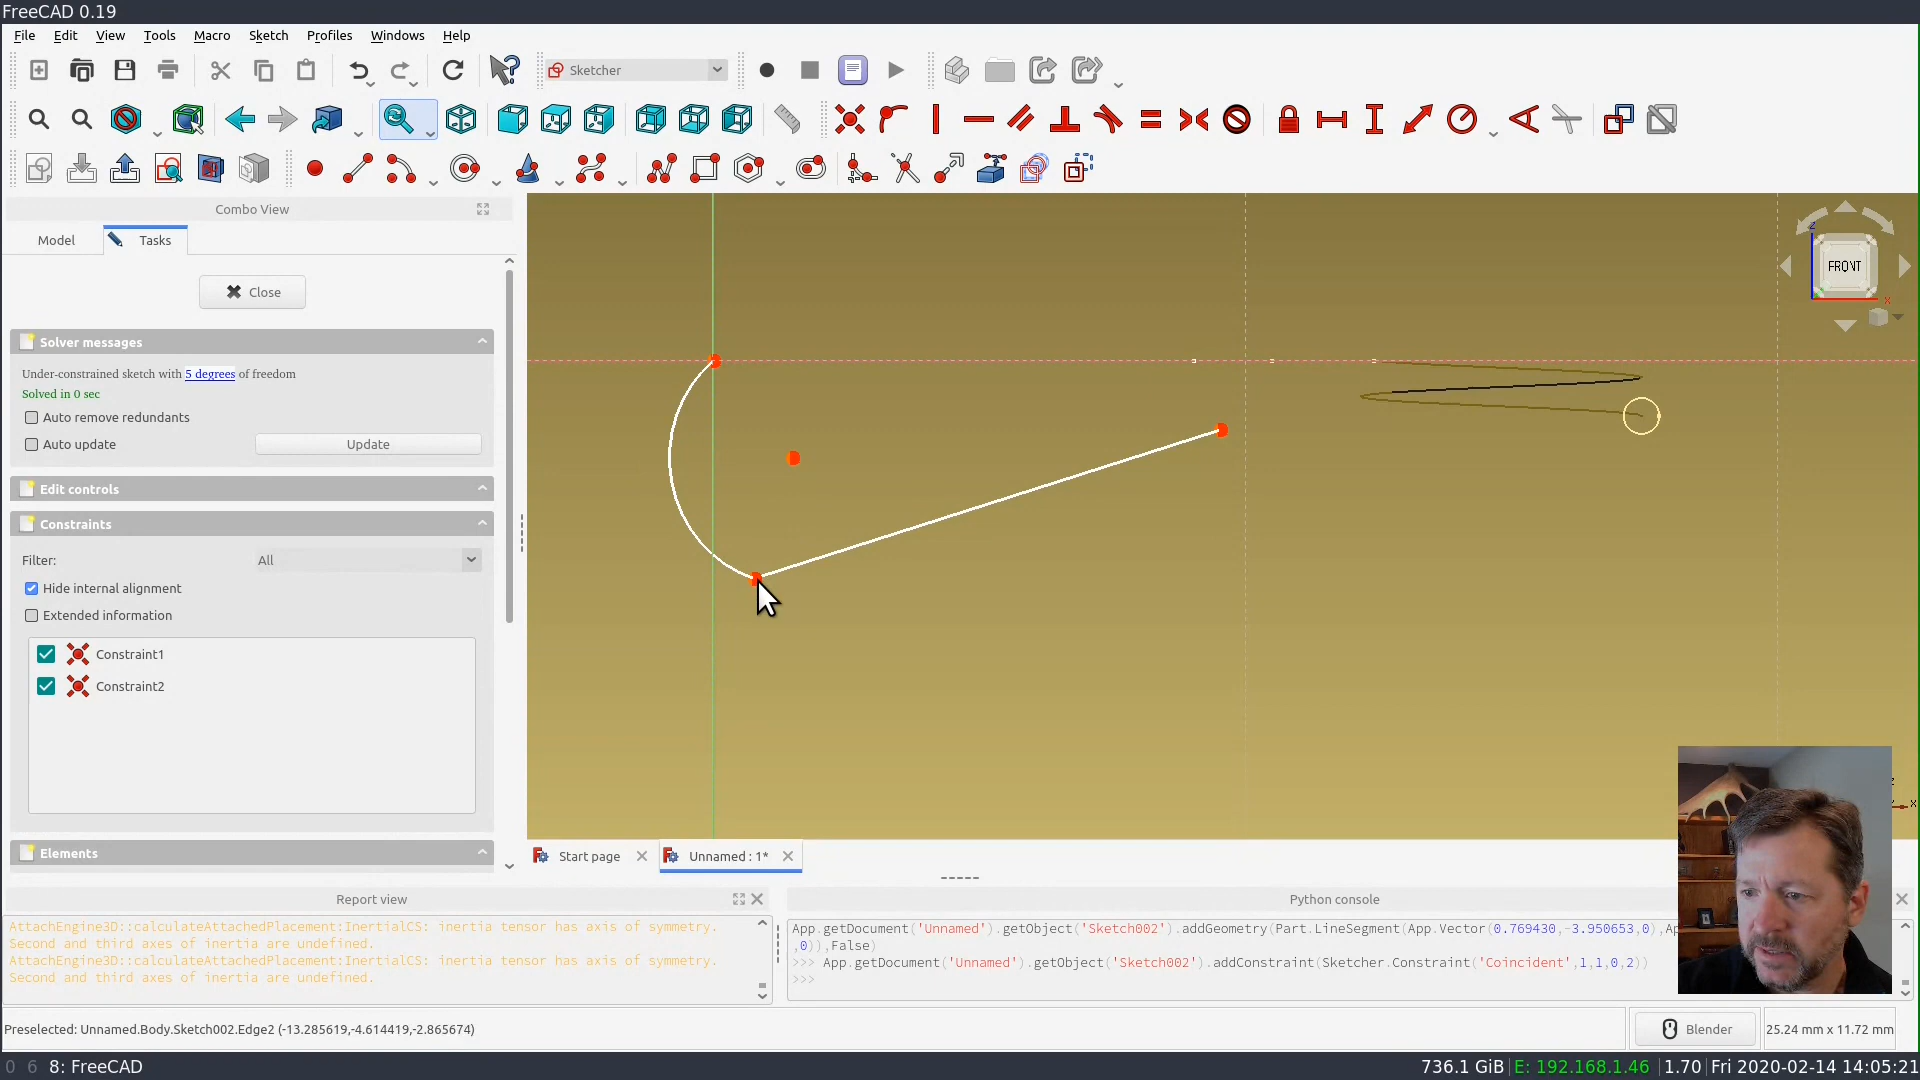 FreeCAD 0.19
File Edit View Tools Macro Sketch Profiles Windows Help
Sketcher
Combo View
Model Tasks
Close
Solver messages
Under-constrained sketch with 5 degrees of freedom
Solved in 0 sec
Auto remove redundants
Auto update Update
Edit controls
Constraints
Filter: All
Hide internal alignment
Extended information
Constraint1
Constraint2
Elements
FRONT
Z
X
Z
X
Start page Unnamed : 1*
Report view
AttachEngine3D::calculateAttachedPlacement:InertialCS: inertia tensor has axis of symmetry.
Second and third axes of inertia are undefined.
AttachEngine3D::calculateAttachedPlacement:InertialCS: inertia tensor has axis of symmetry.
Second and third axes of inertia are undefined.
Python console
App.getDocument('Unnamed').getObject('Sketch002').addGeometry(Part.LineSegment(App.Vector(0.769430,-3.950653,0),Ap
,0)),False)
>>> App.getDocument('Unnamed').getObject('Sketch002').addConstraint(Sketcher.Constraint('Coincident',1,1,0,2))
>>>
Preselected: Unnamed.Body.Sketch002.Edge2 (-13.285619,-4.614419,-2.865674)
Blender 25.24 mm x 11.72 mm
0 6 8: FreeCAD
736.1 GiB E: 192.168.1.46 1.70 Fri 2020-02-14 14:05:21